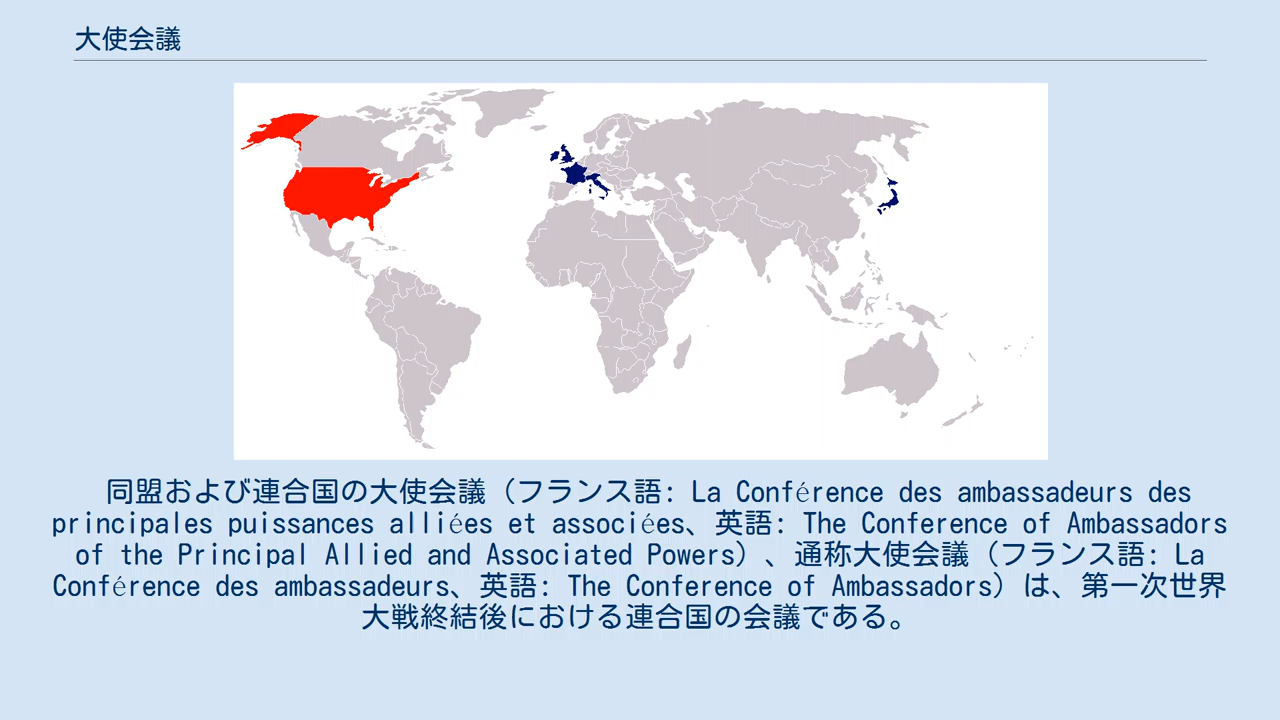 大使会議
同盟および連合国の大使会議（フランス語: La Conférence des ambassadeurs des
principales puissances alliées et associées、英語: The Conference of Ambassadors
of the Principal Allied and Associated Powers）、通称大使会議（フランス語: La
Conférence des ambassadeurs、英語: The Conference of Ambassadors）は、第一次世界
大戦終結後における連合国の会議である。